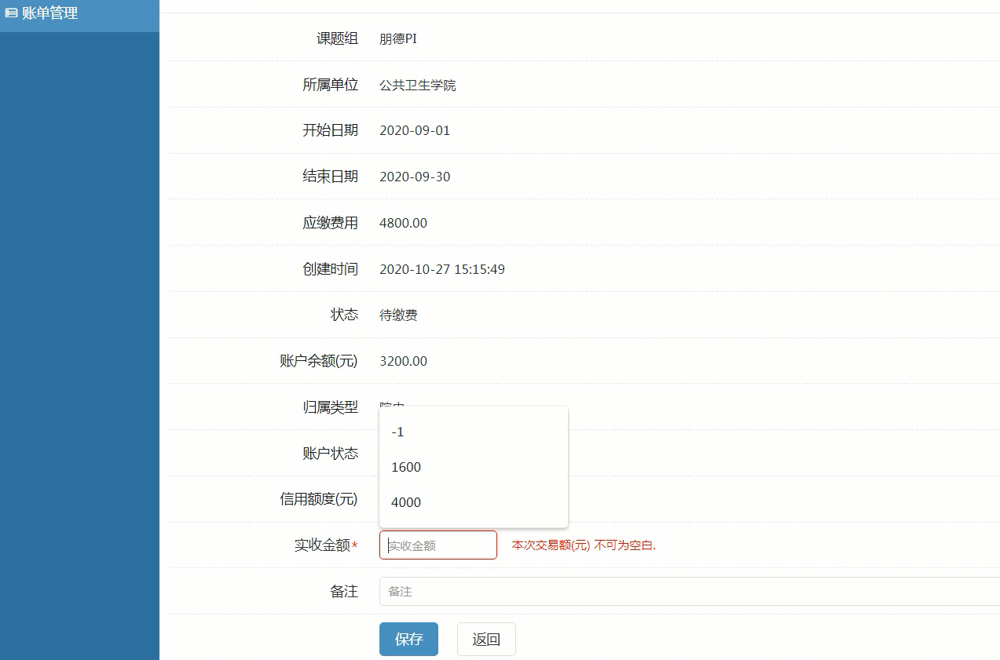 账单管理
课题组 朋德PI
所属单位 公共卫生学院
开始日期 2020-09-01
结束日期 2020-09-30
应缴费用 4800.00
创建时间 2020-10-27 15:15:49
状态 待缴费
账户余额(元) 3200.00
归属类型
-1
账户状态
1600
信用额度(元)
4000
实收金额* 实收金额 本次交易额(元) 不可为空白.
备注 备注
保存 返回